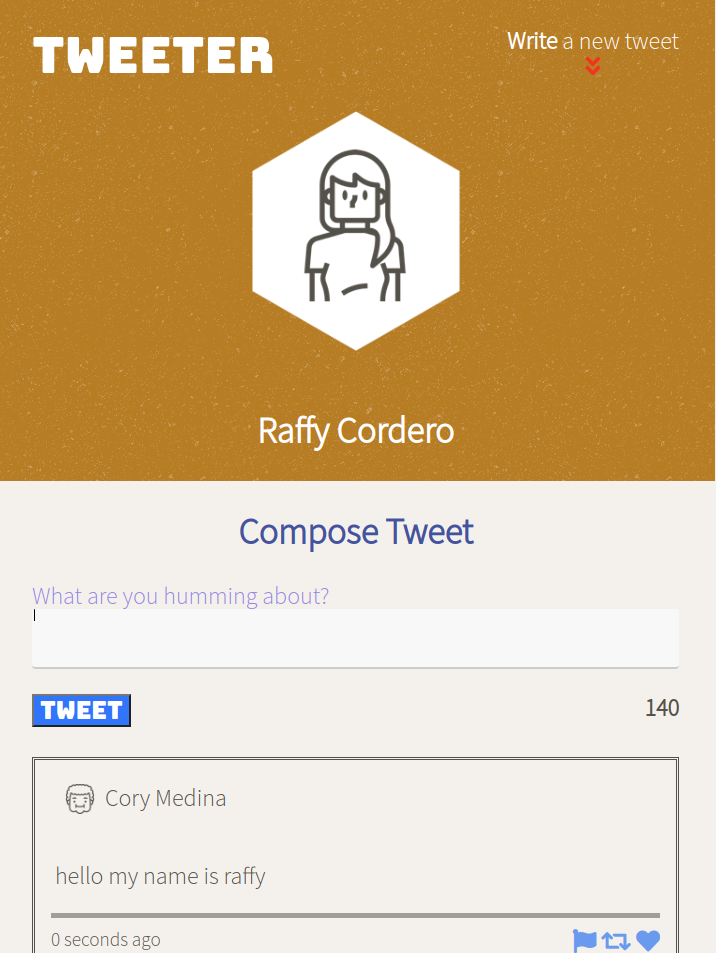 TWEETER
Write a new tweet
Raffy Cordero
Compose Tweet
What are you humming about?
TWEET
140
Cory Medina
hello my name is raffy
0 seconds ago